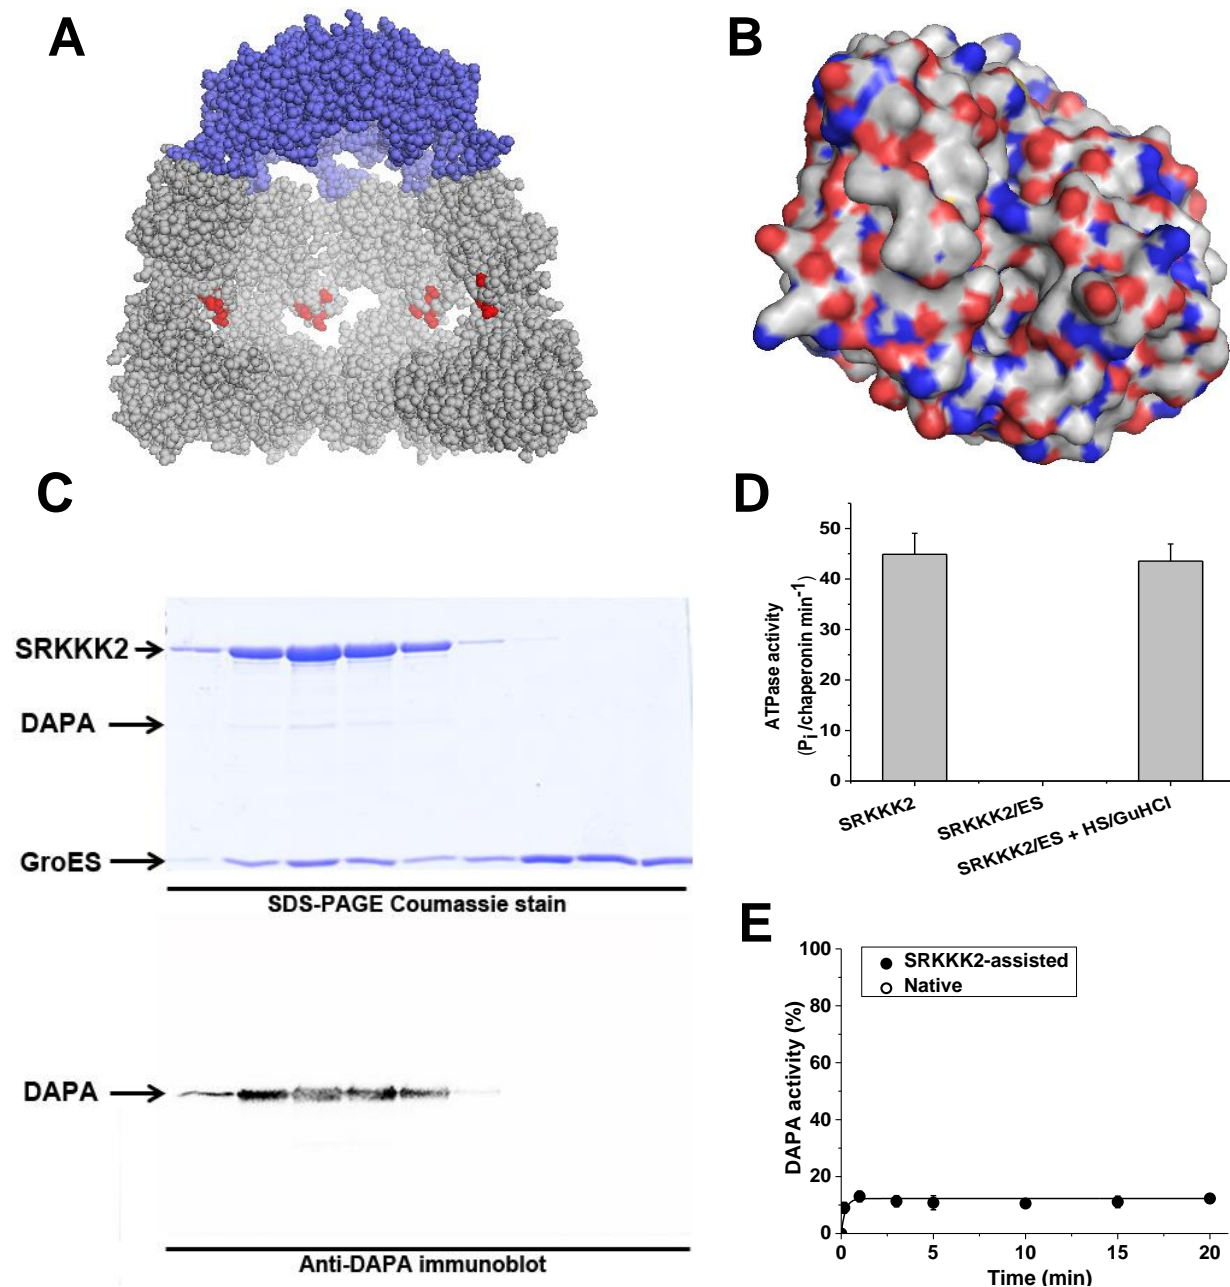 A
B
C
SRKKK2
DAPA
GroES
SDS-PAGE Coumassie stain
DAPA
Anti-DAPA immunoblot
D
ATPase activity
(Pi /chaperonin min-1)
50
40
30
20
10
0
SRKKK2
SRKKK2/ES
SRKKK2/ES + HS/GuHCl
E
SRKKK2-assisted
Native
DAPA activity (%)
100
80
60
40
20
0
0 5 10 15 20
Time (min)